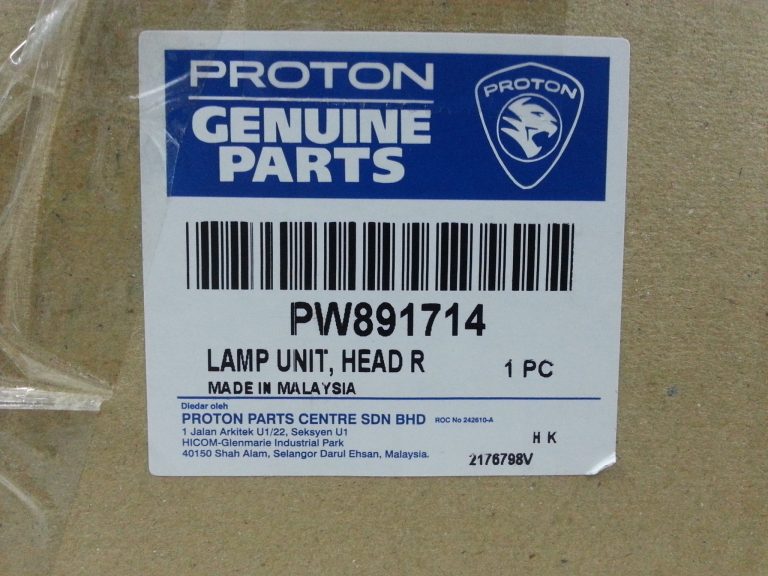 PROTON
GENUINE
PARTS
PROTON
PW891714
LAMP UNIT, HEAD R 1 PC
MADE IN MALAYSIA
Diedar oleh
PROTON PARTS CENTRE SDN BHD ROC No 242610-A
1 Jalan Arkitek U1/22, Seksyen U1
HICOM-Glenmarie Industrial Park
40150 Shah Alam, Selangor Darul Ehsan, Malaysia.
H K
2176798V